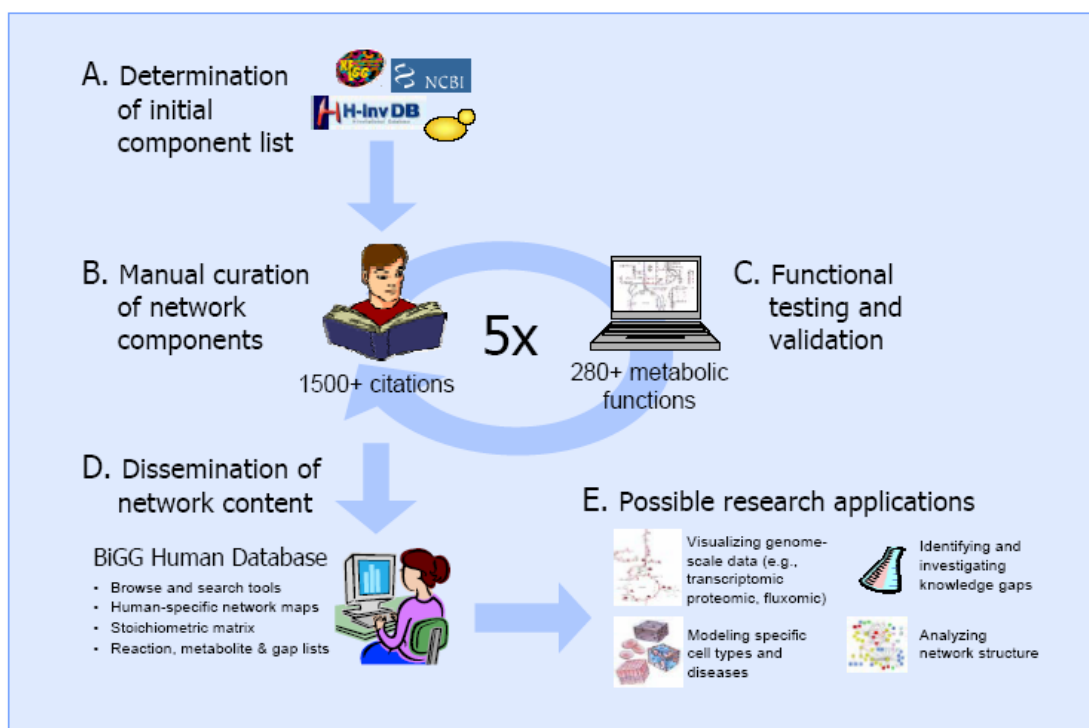 A. Determination
of initial
component list
KEGG
NCBI
H-InvDB
B. Manual curation
of network
components
1500+ citations
5x
280+ metabolic
functions
C. Functional
testing and
validation
D. Dissemination of
network content
BiGG Human Database
• Browse and search tools
• Human-specific network maps
• Stoichiometric matrix
• Reaction, metabolite & gap lists
E. Possible research applications
Visualizing genome-
scale data (e.g.,
transcriptomic
proteomic, fluxomic)
Identifying and
investigating
knowledge gaps
Modeling specific
cell types and
diseases
Analyzing
network structure